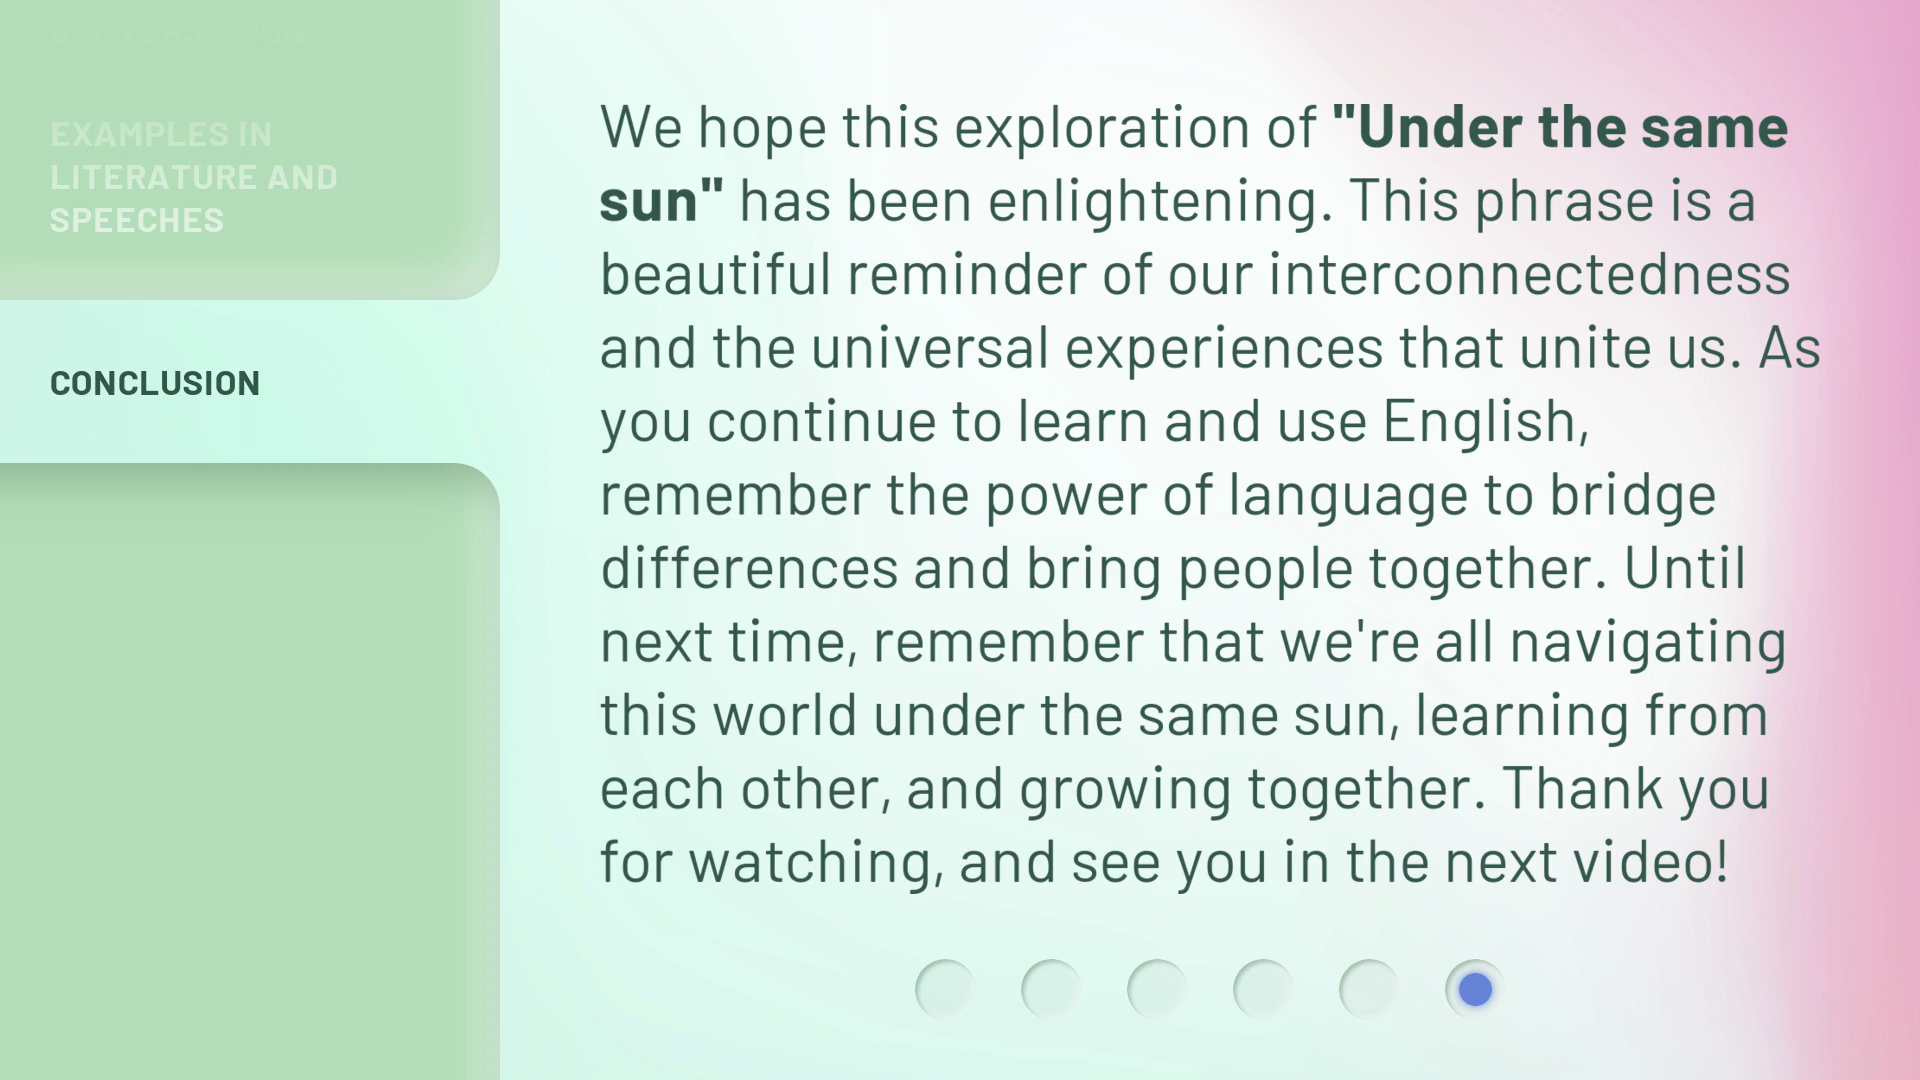 EXAMPLES IN
LITERATURE AND
SPEECHES
CONCLUSION
We hope this exploration of "Under the same
sun" has been enlightening. This phrase is a
beautiful reminder of our interconnectedness
and the universal experiences that unite us. As
you continue to learn and use English,
remember the power of language to bridge
differences and bring people together. Until
next time, remember that we're all navigating
this world under the same sun, learning from
each other, and growing together. Thank you
for watching, and see you in the next video!